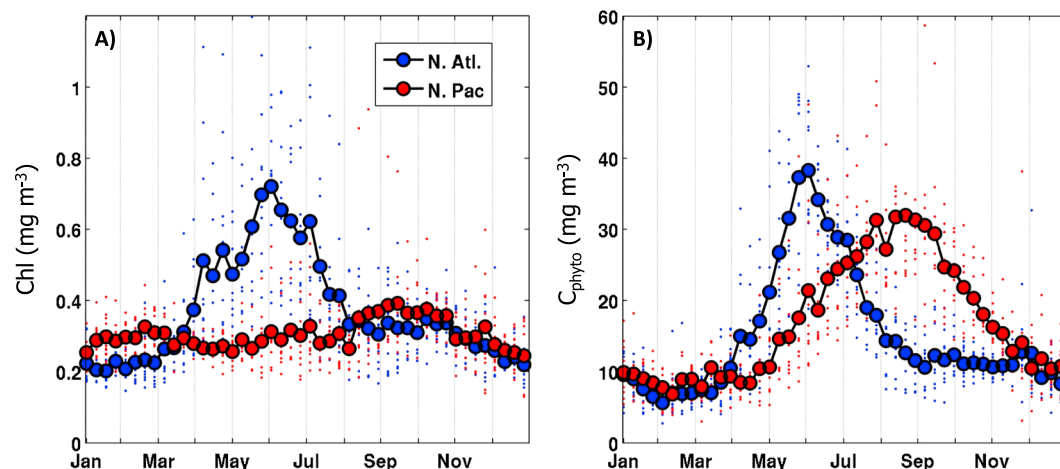 A)
N. Atl.
N. Pac
Chl (mg m-3)
1
0.8
0.6
0.4
0.2
0
Jan Mar May Jul Sep Nov
B)
Cphyto (mg m-3)
60
50
40
30
20
10
0
Jan Mar May Jul Sep Nov